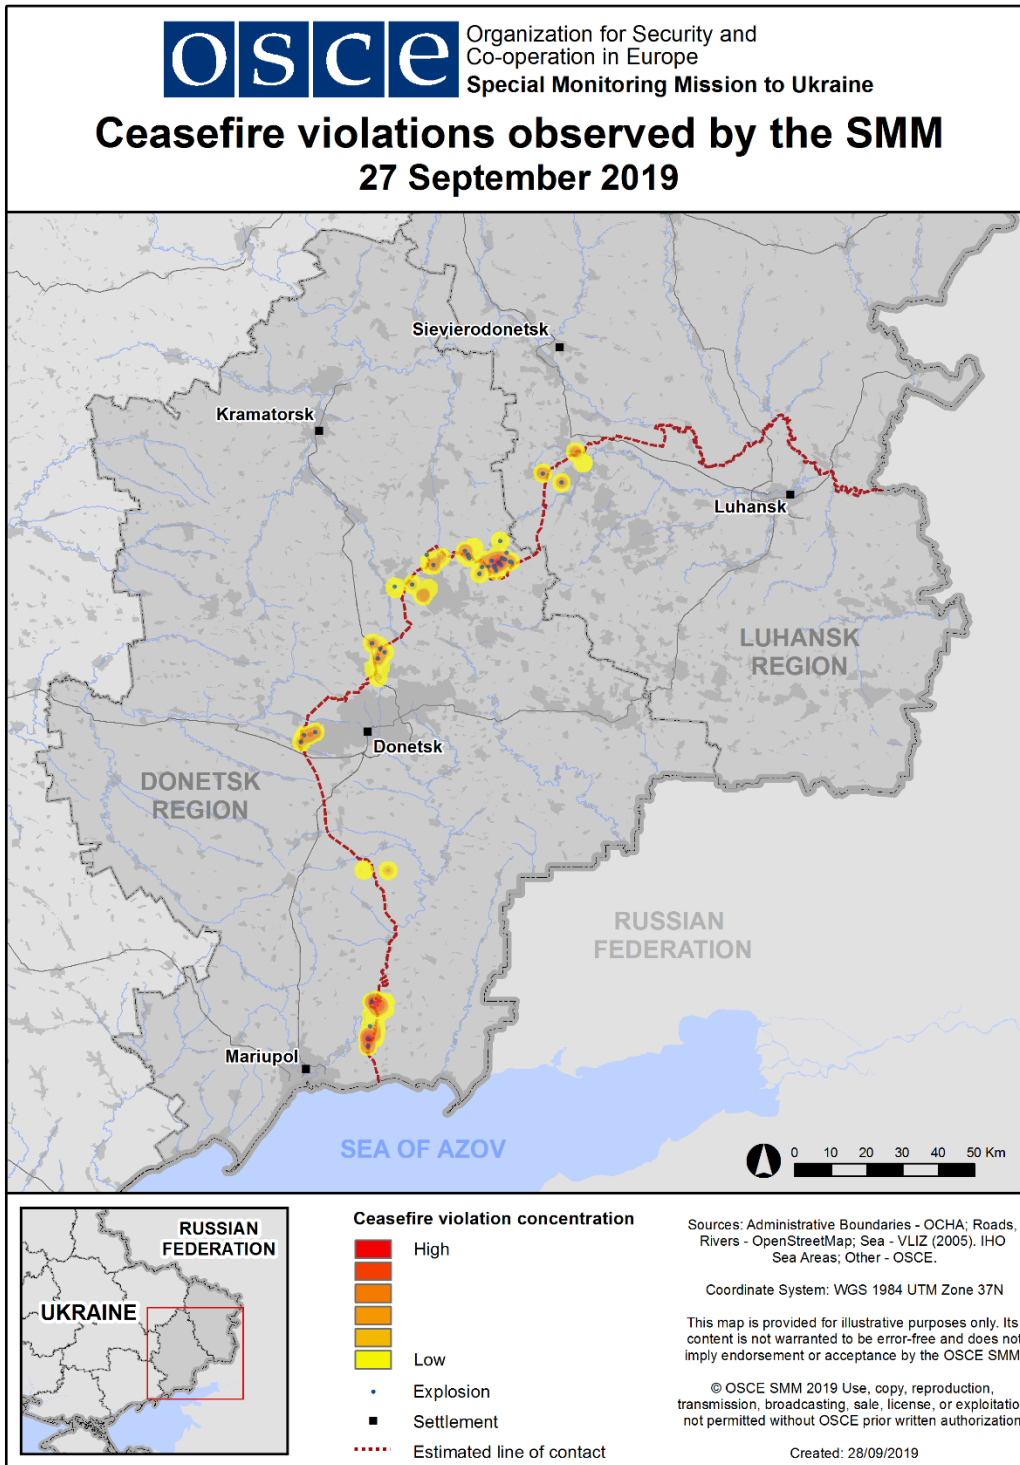 osce
Organization for Security and
Co-operation in Europe
Special Monitoring Mission to Ukraine
Ceasefire violations observed by the SMM
27 September 2019
Sievierodonetsk
Kramatorsk
Luhansk
LUHANSK
REGION
Donetsk
DONETSK
REGION
RUSSIAN
FEDERATION
Mariupol
SEA OF AZOV
0 10 20 30 40 50 Km
RUSSIAN
FEDERATION
UKRAINE
Ceasefire violation concentration
High
Low
Explosion
Settlement
Estimated line of contact
Sources: Administrative Boundaries - OCHA; Roads,
Rivers - OpenStreetMap; Sea - VLIZ (2005). IHO
Sea Areas; Other - OSCE.
Coordinate System: WGS 1984 UTM Zone 37N
This map is provided for illustrative purposes only. Its
content is not warranted to be error-free and does not
imply endorsement or acceptance by the OSCE SMM
© OSCE SMM 2019 Use, copy, reproduction,
transmission, broadcasting, sale, license, or exploitatio
not permitted without OSCE prior written authorization
Created: 28/09/2019